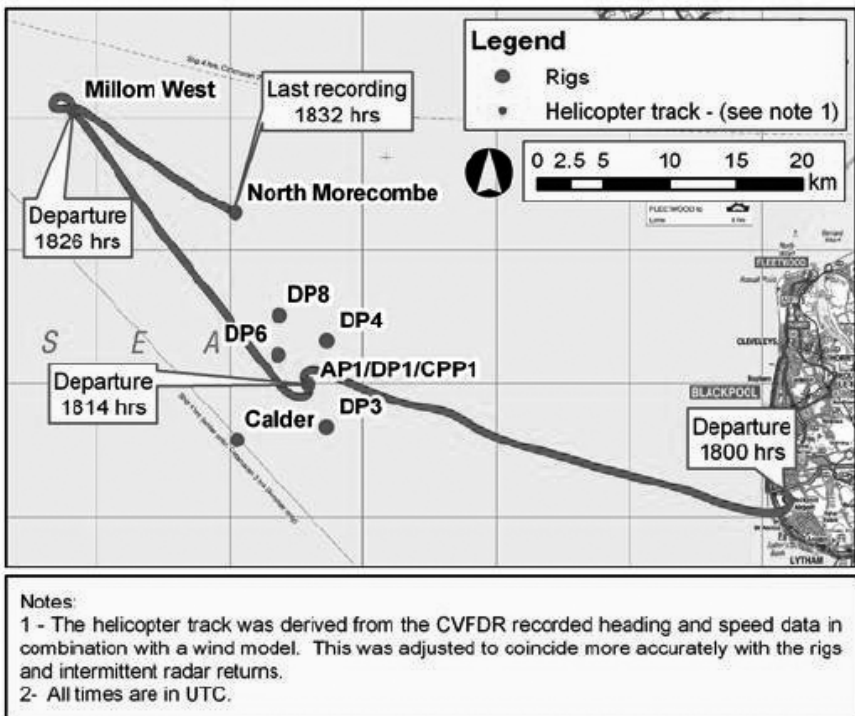 Legend
Rigs
Helicopter track - (see note 1)
0 2.5 5 10 15 20
km
Millom West
Last recording
1832 hrs
North Morecombe
Departure
1826 hrs
FLEETWOOD to
FLEETWOOD
DP8
DP6
DP4
S E A
AP1/DP1/CPP1
CLEVELEYS
Departure
1814 hrs
BLACKPOOL
Calder
DP3
Departure
1800 hrs
LYTHAM
Notes:
1 - The helicopter track was derived from the CVFDR recorded heading and speed data in
combination with a wind model. This was adjusted to coincide more accurately with the rigs
and intermittent radar returns.
2- All times are in UTC.